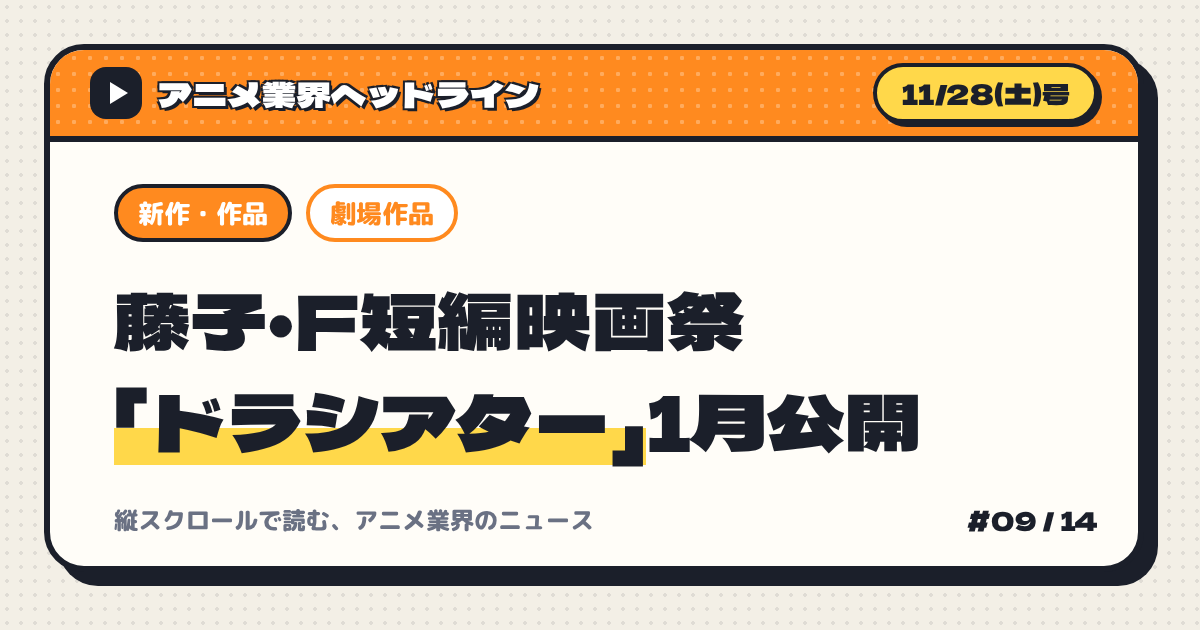 アニメ業界ヘッドライン
11/28(土)号
新作・作品
劇場作品
藤子・F短編映画祭
「ドラシアター」1月公開
縦スクロールで読む、アニメ業界のニュース
#09 / 14